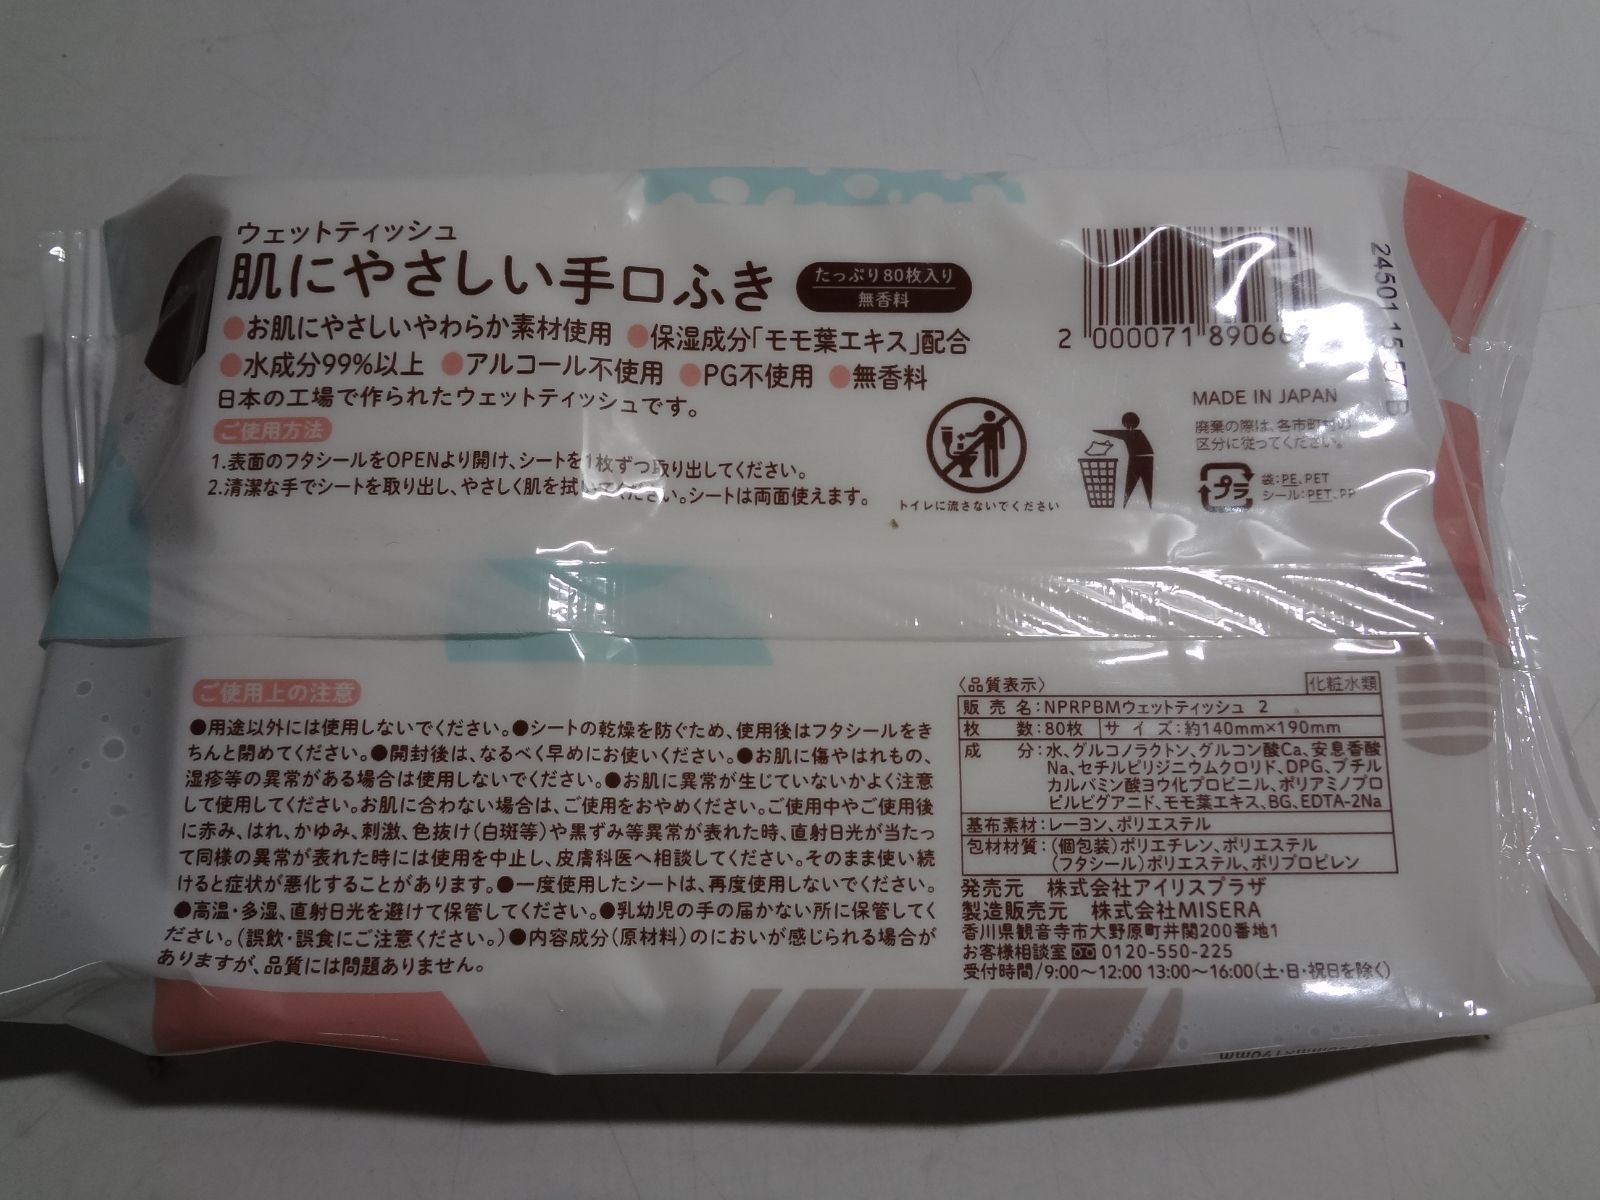 ウェットティッシュ
肌にやさしい手口ふき
たっぷり80枚入り
無香料
●お肌にやさしいやわらか素材使用 ●保湿成分「モモ葉エキス」配合
●水成分99%以上 ●アルコール不使用 ●PG不使用 ●無香料
日本の工場で作られたウェットティッシュです。
ご使用方法
1.表面のフタシールをOPENより開け、シートを1枚ずつ取り出してください。
2.清潔な手でシートを取り出し、やさしく肌を拭いてください。シートは両面使えます。
トイレに流さないでください
2 000071 89066
24501 15:57 B
MADE IN JAPAN
廃棄の際は、各市町村の
区分に従ってください。
プラ
袋:PE、PET
シール:PET、PP
ご使用上の注意
●用途以外には使用しないでください。●シートの乾燥を防ぐため、使用後はフタシールをき
ちんと閉めてください。●開封後は、なるべく早めにお使いください。●お肌に傷やはれもの、
湿疹等の異常がある場合は使用しないでください。●お肌に異常が生じていないかよく注意
して使用してください。お肌に合わない場合は、ご使用をおやめください。ご使用中やご使用後
に赤み、はれ、かゆみ、刺激、色抜け(白斑等)や黒ずみ等異常が表れた時、直射日光が当たっ
て同様の異常が表れた時には使用を中止し、皮膚科医へ相談してください。そのまま使い続
けると症状が悪化することがあります。●一度使用したシートは、再度使用しないでください。
●高温・多湿、直射日光を避けて保管してください。●乳幼児の手の届かない所に保管してく
ださい。(誤飲・誤食にご注意ください。)●内容成分(原材料)のにおいが感じられる場合が
ありますが、品質には問題ありません。
〈品質表示〉 化粧水類
販売名:NPRPBMウェットティッシュ 2
枚数:80枚 サイズ:約140mm×190mm
成分:水、グルコノラクトン、グルコン酸Ca、安息香酸
Na、セチルピリジニウムクロリド、DPG、ブチル
カルバミン酸ヨウ化プロピニル、ポリアミノプロ
ピルビグアニド、モモ葉エキス、BG、EDTA-2Na
基布素材:レーヨン、ポリエステル
包材材質:(個包装)ポリエチレン、ポリエステル
(フタシール)ポリエステル、ポリプロピレン
発売元 株式会社アイリスプラザ
製造販売元 株式会社MISERA
香川県観音寺市大野原町井関200番地1
お客様相談室 0120-550-225
受付時間/9:00〜12:00 13:00〜16:00(土・日・祝日を除く)